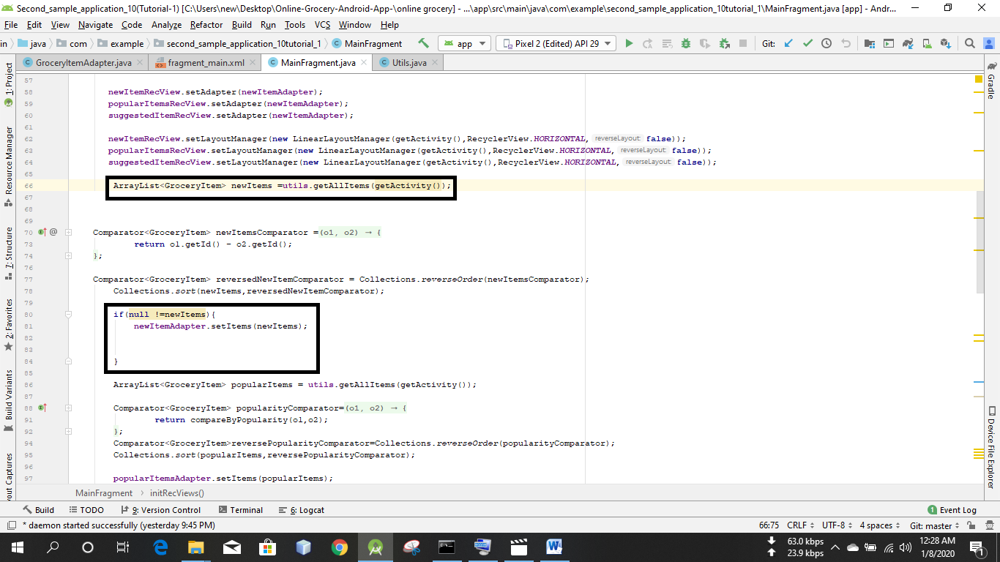 Second_sample_application_10(Tutorial-1) [C:\Users\new\Desktop\Online-Grocery-Android-App-\online grocery] - ...\app\src\main\java\com\example\second_sample_application_10tutorial_1\MainFragment.java [app] - Andr...
File Edit View Navigate Code Analyze Refactor Build Run Tools VCS Window Help
in java com example second_sample_application_10tutorial_1 MainFragment app Pixel 2 (Edited) API 29 Git:
GroceryItemAdapter.java fragment_main.xml MainFragment.java Utils.java
1: Project
Resource Manager
7: Structure
2: Favorites
Build Variants
out Captures
Gradle
Device File Explorer
57
58 newItemRecView.setAdapter(newItemAdapter);
59 popularItemsRecView.setAdapter(newItemAdapter);
60 suggestedItemRecView.setAdapter(newItemAdapter);
61
62 newItemRecView.setLayoutManager(new LinearLayoutManager(getActivity(),RecyclerView.HORIZONTAL, reverseLayout: false));
63 popularItemsRecView.setLayoutManager(new LinearLayoutManager(getActivity(),RecyclerView.HORIZONTAL, reverseLayout: false));
64 suggestedItemRecView.setLayoutManager(new LinearLayoutManager(getActivity(),RecyclerView.HORIZONTAL, reverseLayout: false));
65
66 ArrayList<GroceryItem> newItems =utils.getAllItems(getActivity());
67
68
69
70 @ Comparator<GroceryItem> newItemsComparator =(o1, o2) → {
73 return o1.getId() - o2.getId();
74 };
76
77 Comparator<GroceryItem> reversedNewItemComparator = Collections.reverseOrder(newItemsComparator);
78 Collections.sort(newItems,reversedNewItemComparator);
79
80 if(null !=newItems){
81 newItemAdapter.setItems(newItems);
82
83
84 }
85
86 ArrayList<GroceryItem> popularItems = utils.getAllItems(getActivity());
87
88 Comparator<GroceryItem> popularityComparator=(o1, o2) → {
91 return compareByPopularity(o1,o2);
92 };
94 Comparator<GroceryItem>reversePopularityComparator=Collections.reverseOrder(popularityComparator);
95 Collections.sort(popularItems,reversePopularityComparator);
96
97 popularItemsAdapter.setItems(popularItems);
MainFragment › initRecViews()
Build TODO 9: Version Control Terminal 6: Logcat 1 Event Log
* daemon started successfully (yesterday 9:45 PM) 66:75 CRLF UTF-8 4 spaces Git: master
63.0 kbps
23.9 kbps
12:28 AM
1/8/2020
1